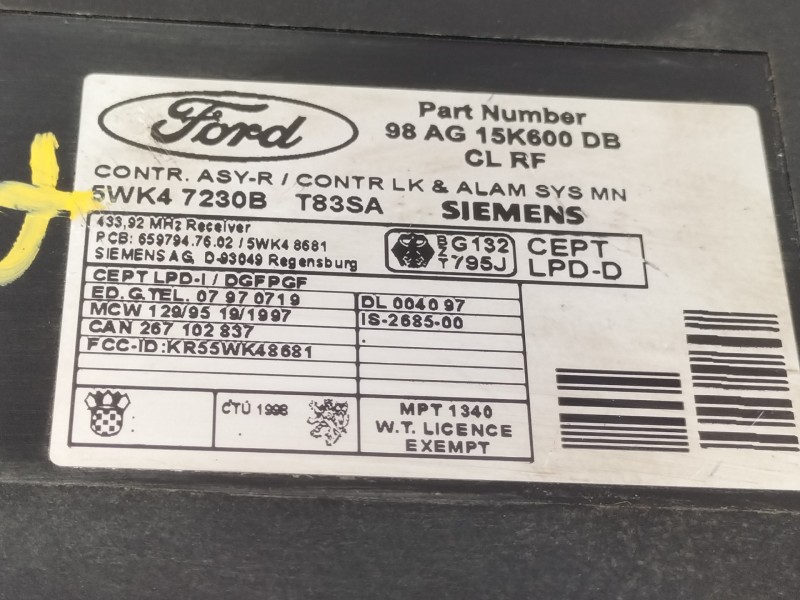 Ford
Part Number
98 AG 15K600 DB
CL RF
CONTR. ASY-R / CONTR LK & ALAM SYS MN
5WK4 7230B T83SA SIEMENS
433,92 MHz Receiver
PCB: 659794.76.02 / 5WK4 8681
SIEMENS AG, D-93049 Regensburg
BZT G132795J
CEPT
LPD-D
CEPT LPD-I / DGFPGF
ED. G. TEL. 07 97 0719
MCW 129/95 19/1997
CAN 267 102 837
FCC-ID:KR55WK48681
DL 0040 97
IS-2685-00
ČTÚ 1998
MPT 1340
W.T. LICENCE
EXEMPT